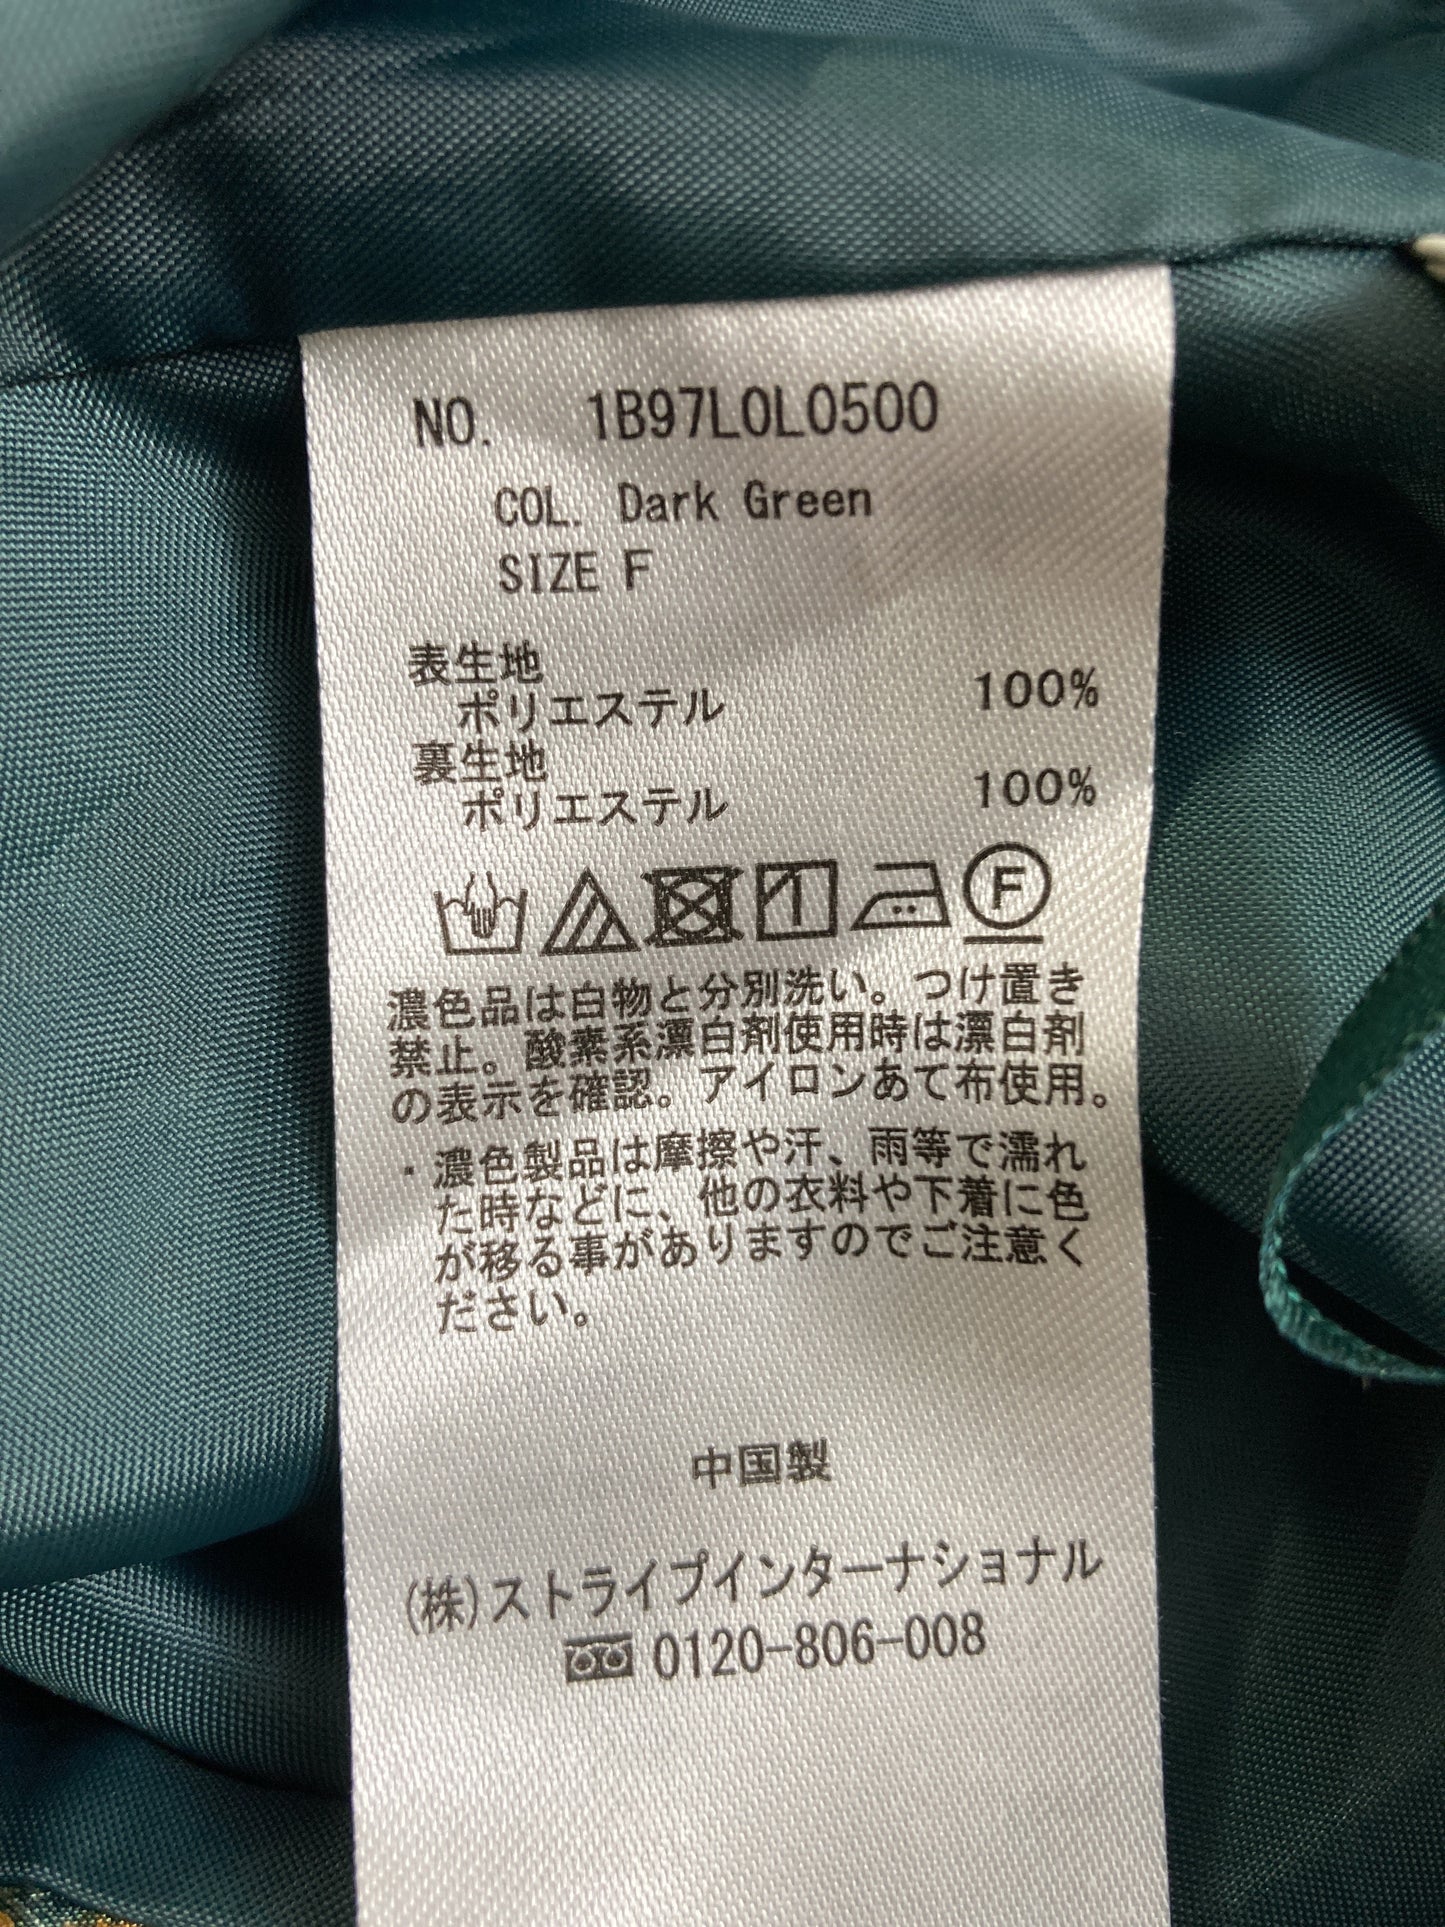 NO. 1B97L0L0500
COL. Dark Green
SIZE F
表生地
ポリエステル 100%
裏生地
ポリエステル 100%
F
濃色品は白物と分別洗い。つけ置き
禁止。酸素系漂白剤使用時は漂白剤
の表示を確認。アイロンあて布使用。
・濃色製品は摩擦や汗、雨等で濡れ
た時などに、他の衣料や下着に色
が移る事がありますのでご注意く
ださい。
中国製
(株)ストライプインターナショナル
0120-806-008